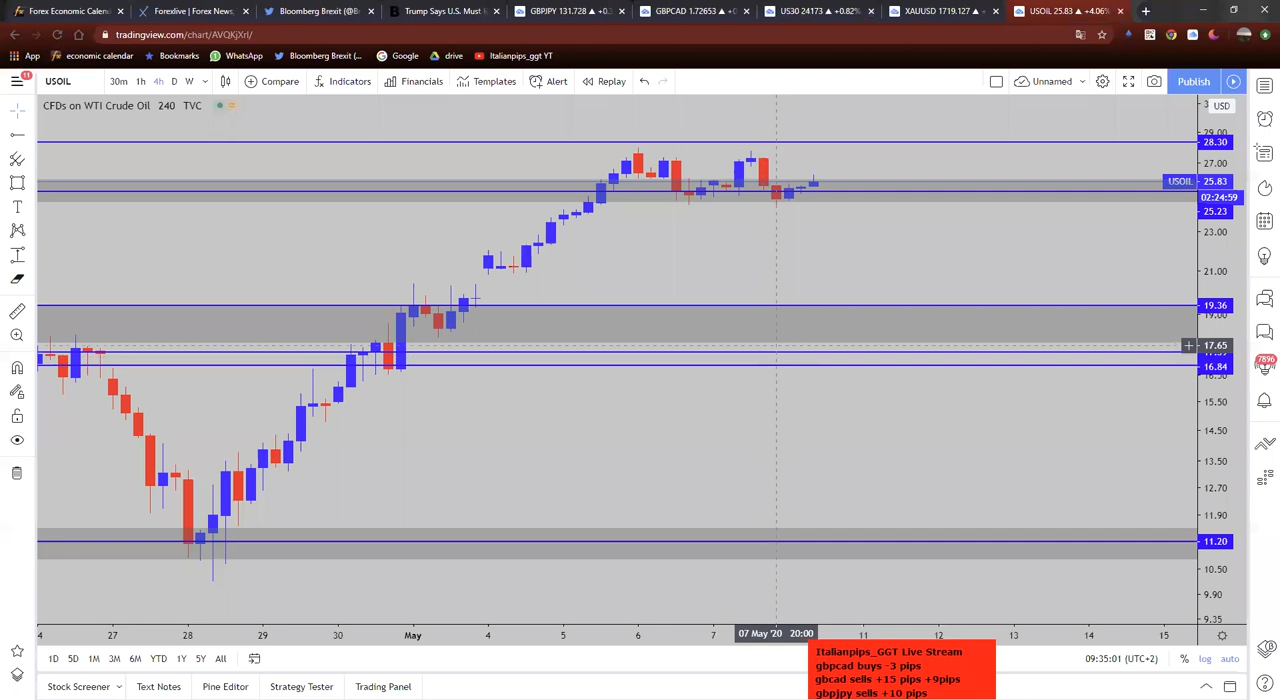 Forex Economic Calend
Forexlive | Forex News,
Bloomberg Brexit (@Br
Trump Says U.S. Must R
GBPJPY 131.728 ▲ +0.3
GBPCAD 1.72653 ▲ +0.
US30 24173 ▲ +0.82%
XAUUSD 1719.127 ▲ +
USOIL 25.83 ▲ +4.06%
tradingview.com/chart/AVQKjXrl/
App
economic calendar
Bookmarks
WhatsApp
Bloomberg Brexit (...
Google
drive
Italianpips_ggt YT
11
USOIL
30m
1h
4h
D
W
Compare
Indicators
Financials
Templates
Alert
Replay
Unnamed
Publish
CFDs on WTI Crude Oil 240 TVC
USD
29.00
28.30
27.00
USOIL 25.83
02:24:59
25.23
23.00
21.00
19.36
19.00
17.65
16.84
15.50
14.50
13.50
12.70
11.90
11.20
10.50
9.90
9.35
7896
4
27
28
29
30
May
4
5
6
7
07 May '20 20:00
11
12
13
14
15
1D
5D
1M
3M
6M
YTD
1Y
5Y
All
09:35:01 (UTC+2)
%
log
auto
Stock Screener
Text Notes
Pine Editor
Strategy Tester
Trading Panel
Italianpips_GGT Live Stream
gbpcad buys -3 pips
gbcad sells +15 pips +9pips
gbpjpy sells +10 pips